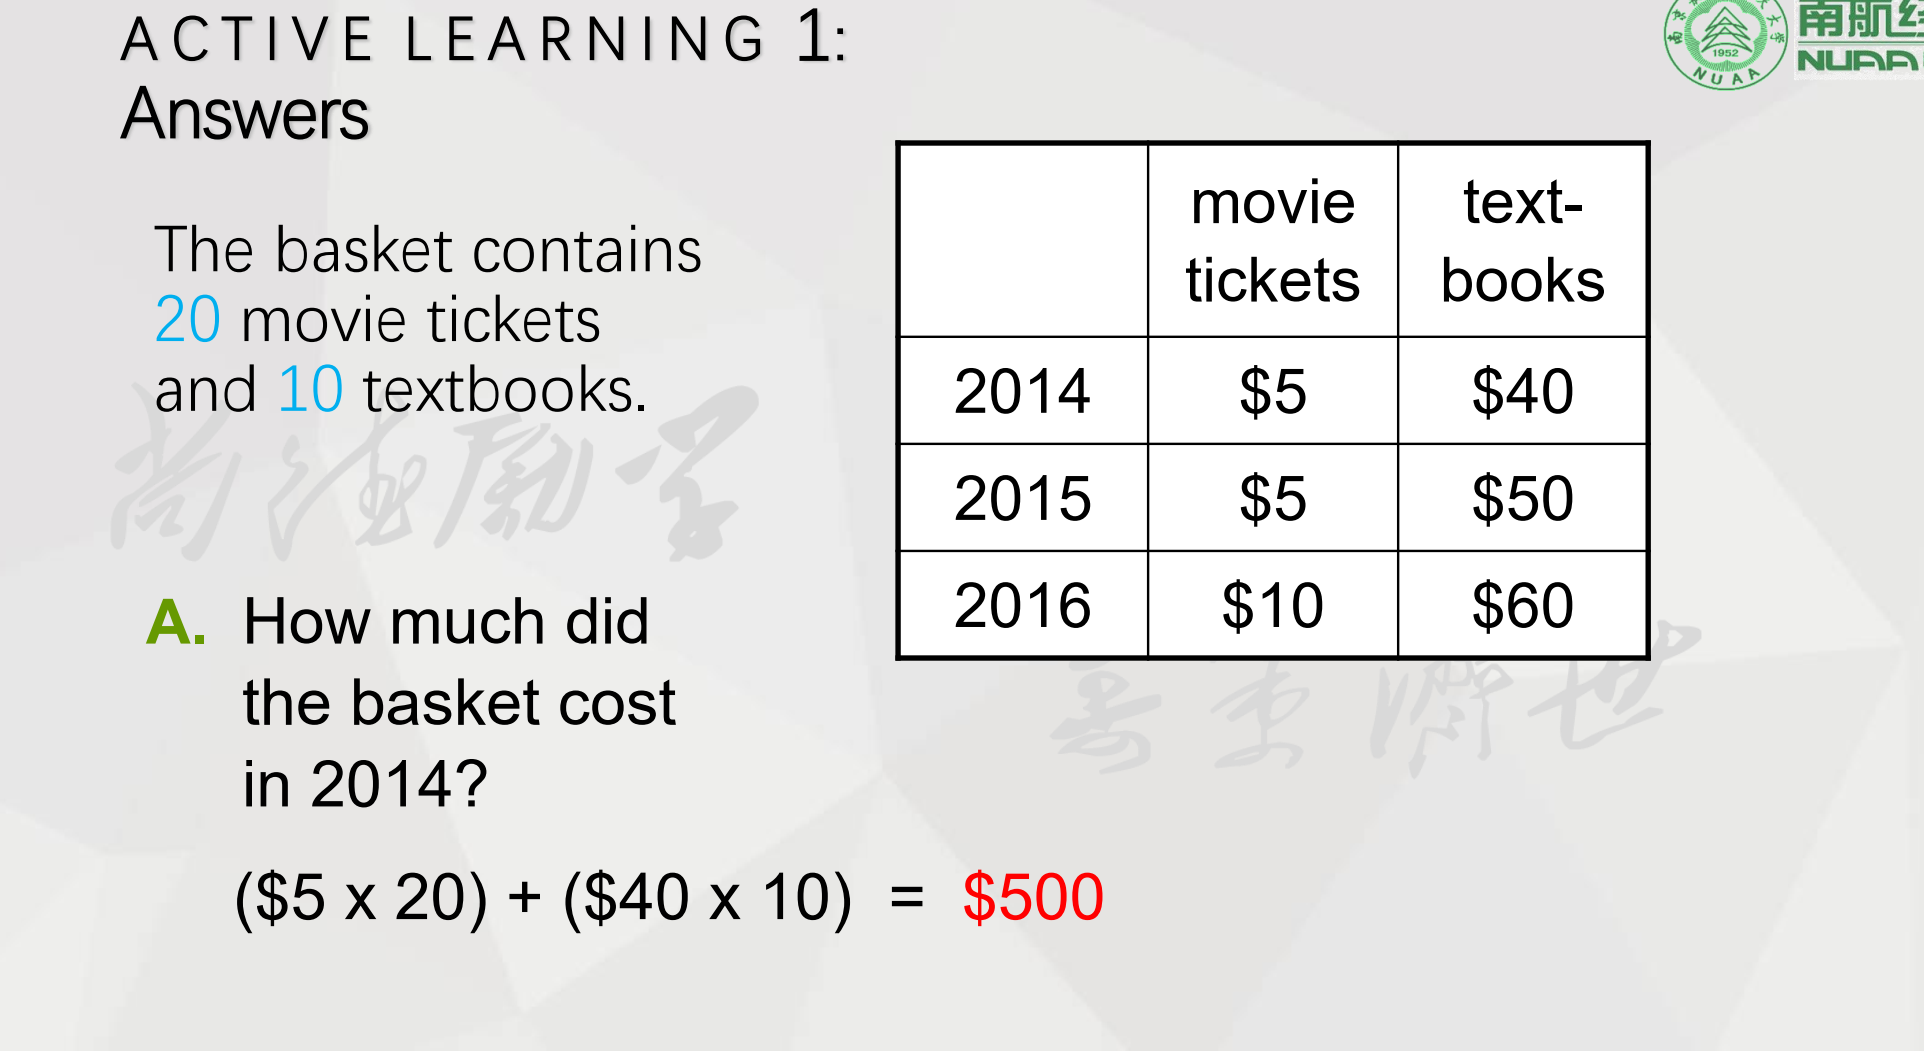 ACTIVE LEARNING 1:
Answers
南航经
NUAA
1952
NUAA
The basket contains
20 movie tickets
and 10 textbooks.
movie tickets text-books
2014 $5 $40
2015 $5 $50
2016 $10 $60
A. How much did
the basket cost
in 2014?
($5 x 20) + ($40 x 10) = $500